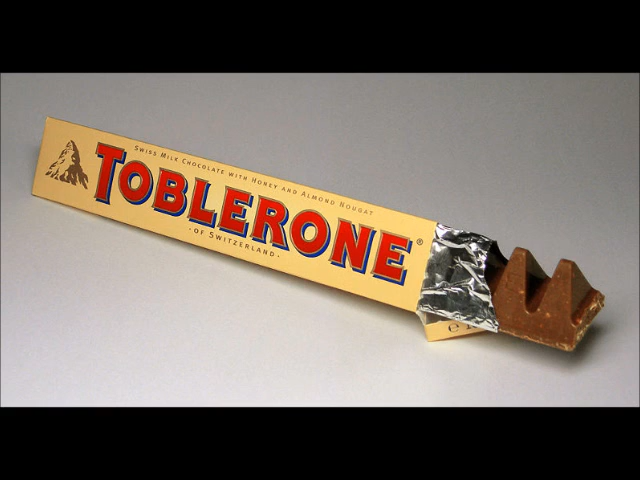 Swiss Milk Chocolate with Honey and Almond Nougat
TOBLERONE®
· of Switzerland ·
e